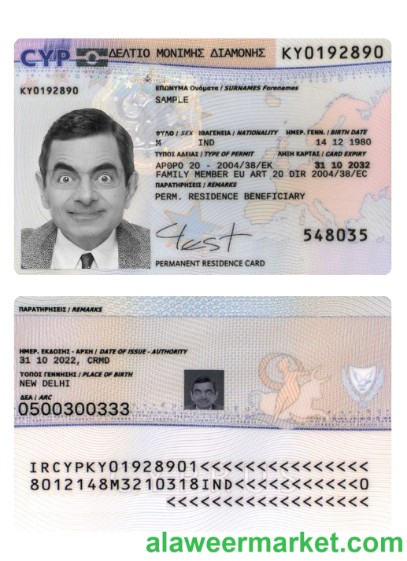 CYP ΔΕΛΤΙΟ ΜΟΝΙΜΗΣ ΔΙΑΜΟΝΗΣ KY0192890
KY0192890
ΕΠΩΝΥΜΑ Ονόματα / SURNAMES Forenames
SAMPLE
ΦΥΛΟ / SEX ΙΘΑΓΕΝΕΙΑ / NATIONALITY ΗΜΕΡ. ΓΕΝΝ. / BIRTH DATE
M IND 14 12 1980
ΤΥΠΟΣ ΑΔΕΙΑΣ / TYPE OF PERMIT ΛΗΞΗ ΚΑΡΤΑΣ / CARD EXPIRY
ΑΡΘΡΟ 20 - 2004/38/ΕΚ 31 10 2032
FAMILY MEMBER EU ART 20 DIR 2004/38/EC
ΠΑΡΑΤΗΡΗΣΕΙΣ / REMARKS
PERM. RESIDENCE BENEFICIARY
test 548035
PERMANENT RESIDENCE CARD
ΠΑΡΑΤΗΡΗΣΕΙΣ / REMARKS
ΗΜΕΡ. ΕΚΔΟΣΗΣ - ΑΡΧΗ / DATE OF ISSUE - AUTHORITY
31 10 2022, CRMD
ΤΟΠΟΣ ΓΕΝΝΗΣΗΣ / PLACE OF BIRTH
NEW DELHI
ΔΕΑ / ARC
0500300333
IRCYPKY01928901<<<<<<<<<<<<<<<
8012148M3210318IND<<<<<<<<<<<0
<<<<<<<<<<<<<<<<<<
alaweermarket.com